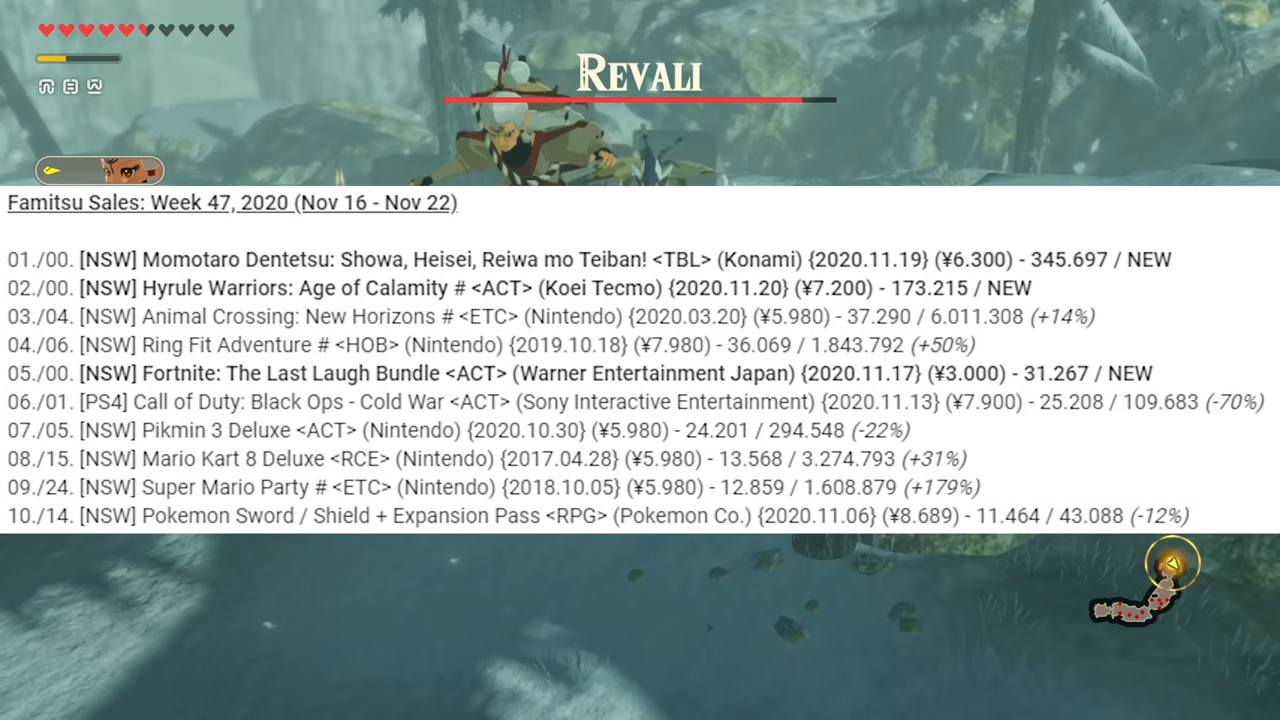 REVALI
Famitsu Sales: Week 47, 2020 (Nov 16 - Nov 22)
01./00. [NSW] Momotaro Dentetsu: Showa, Heisei, Reiwa mo Teiban! <TBL> (Konami) {2020.11.19} (¥6.300) - 345.697 / NEW
02./00. [NSW] Hyrule Warriors: Age of Calamity # <ACT> (Koei Tecmo) {2020.11.20} (¥7.200) - 173.215 / NEW
03./04. [NSW] Animal Crossing: New Horizons # <ETC> (Nintendo) {2020.03.20} (¥5.980) - 37.290 / 6.011.308 (+14%)
04./06. [NSW] Ring Fit Adventure # <HOB> (Nintendo) {2019.10.18} (¥7.980) - 36.069 / 1.843.792 (+50%)
05./00. [NSW] Fortnite: The Last Laugh Bundle <ACT> (Warner Entertainment Japan) {2020.11.17} (¥3.000) - 31.267 / NEW
06./01. [PS4] Call of Duty: Black Ops - Cold War <ACT> (Sony Interactive Entertainment) {2020.11.13} (¥7.900) - 25.208 / 109.683 (-70%)
07./05. [NSW] Pikmin 3 Deluxe <ACT> (Nintendo) {2020.10.30} (¥5.980) - 24.201 / 294.548 (-22%)
08./15. [NSW] Mario Kart 8 Deluxe <RCE> (Nintendo) {2017.04.28} (¥5.980) - 13.568 / 3.274.793 (+31%)
09./24. [NSW] Super Mario Party # <ETC> (Nintendo) {2018.10.05} (¥5.980) - 12.859 / 1.608.879 (+179%)
10./14. [NSW] Pokemon Sword / Shield + Expansion Pass <RPG> (Pokemon Co.) {2020.11.06} (¥8.689) - 11.464 / 43.088 (-12%)